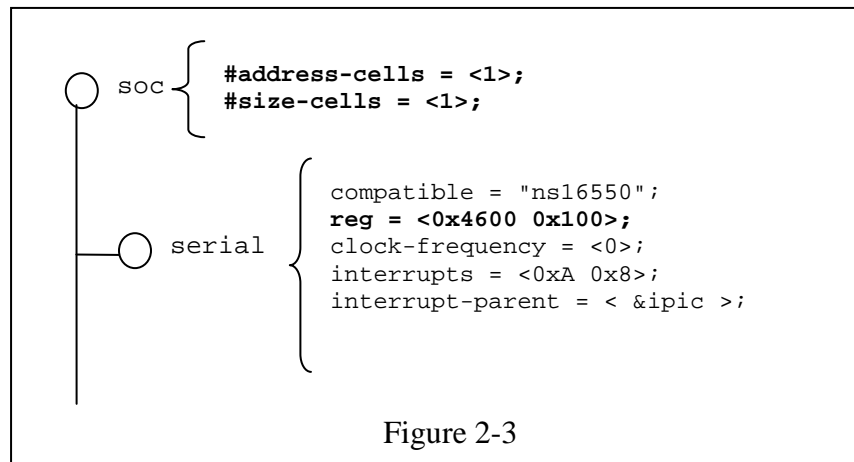 soc
#address-cells = <1>;
#size-cells = <1>;
serial
compatible = "ns16550";
reg = <0x4600 0x100>;
clock-frequency = <0>;
interrupts = <0xA 0x8>;
interrupt-parent = < &ipic >;
Figure 2-3